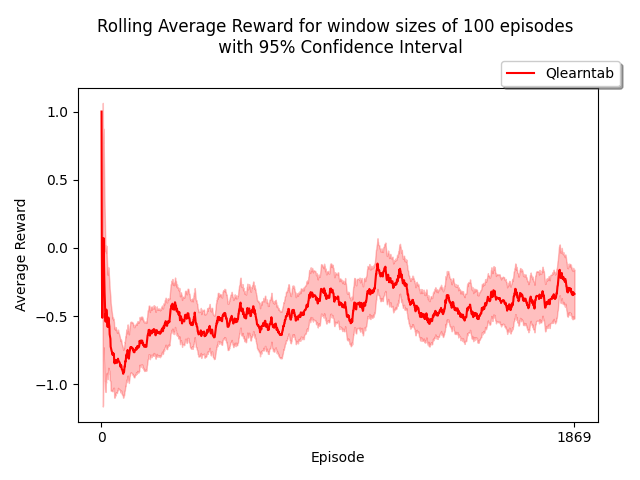 Rolling Average Reward for window sizes of 100 episodes
with 95% Confidence Interval
Qlearntab
1.0
0.5
0.0
−0.5
−1.0
Average Reward
0
1869
Episode